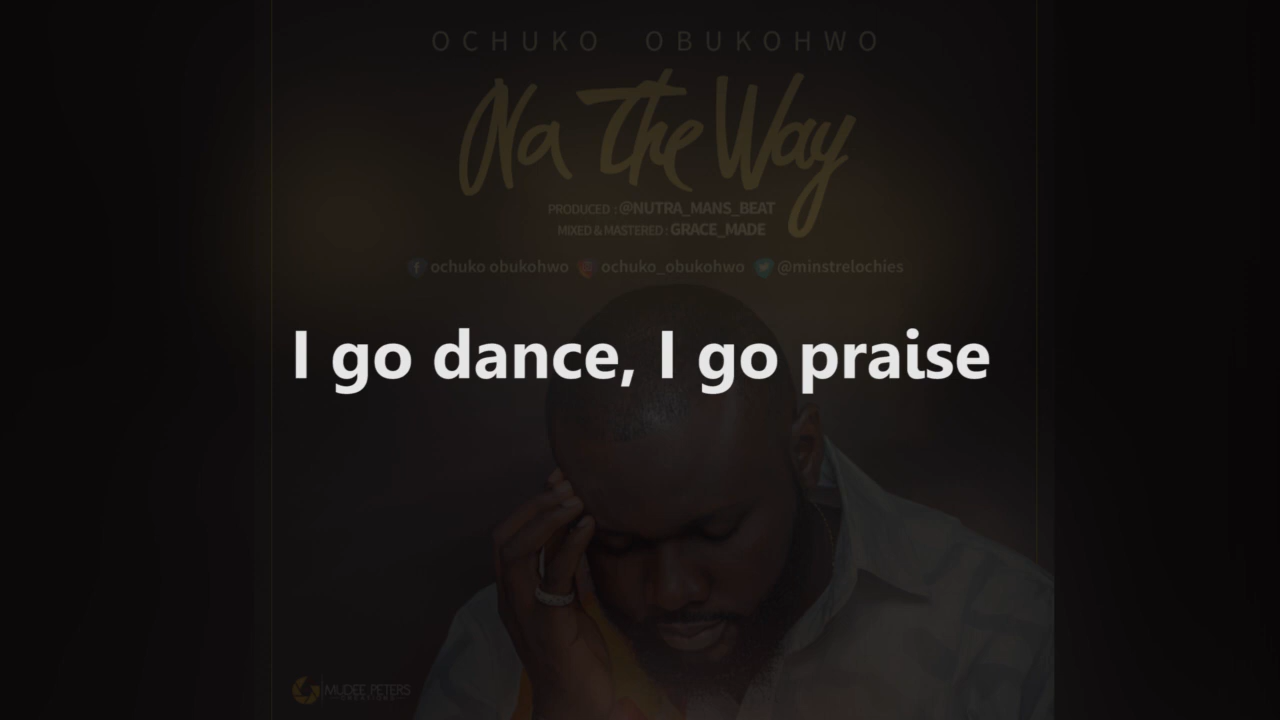 OCHUKO OBUKOHWO
Na The Way
PRODUCED : @NUTRA_MANS_BEAT
MIXED & MASTERED : GRACE_MADE
ochuko obukohwo ochuko_obukohwo @minstrelochies
I go dance, I go praise
MUDEE PETERS
CREATIONS